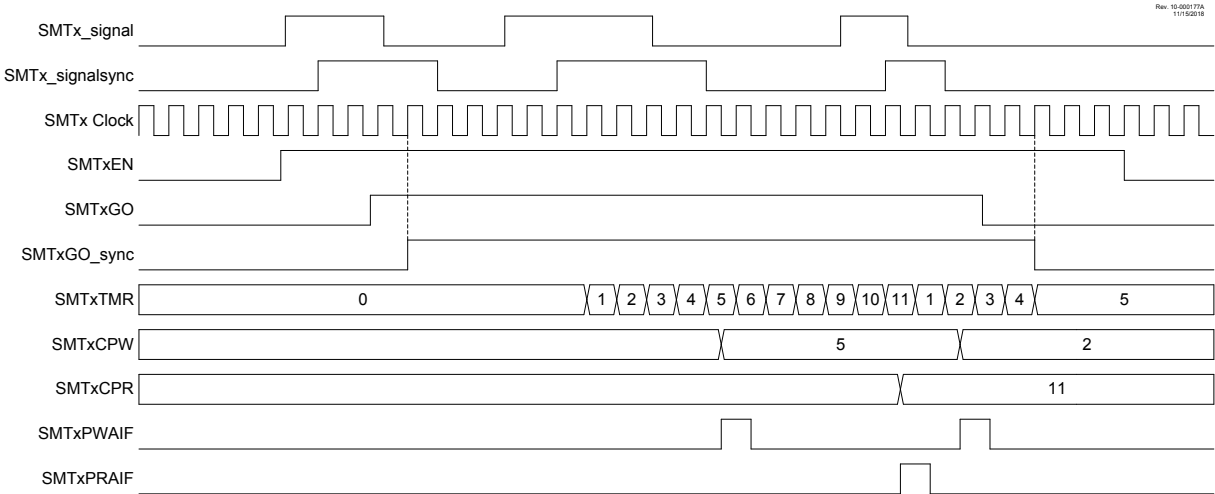 Rev. 10-000177A
11/15/2018
SMTx_signal
SMTx_signalsync
SMTx Clock
SMTxEN
SMTxGO
SMTxGO_sync
SMTxTMR 0 1 2 3 4 5 6 7 8 9 10 11 1 2 3 4 5
SMTxCPW 5 2
SMTxCPR 11
SMTxPWAIF
SMTxPRAIF